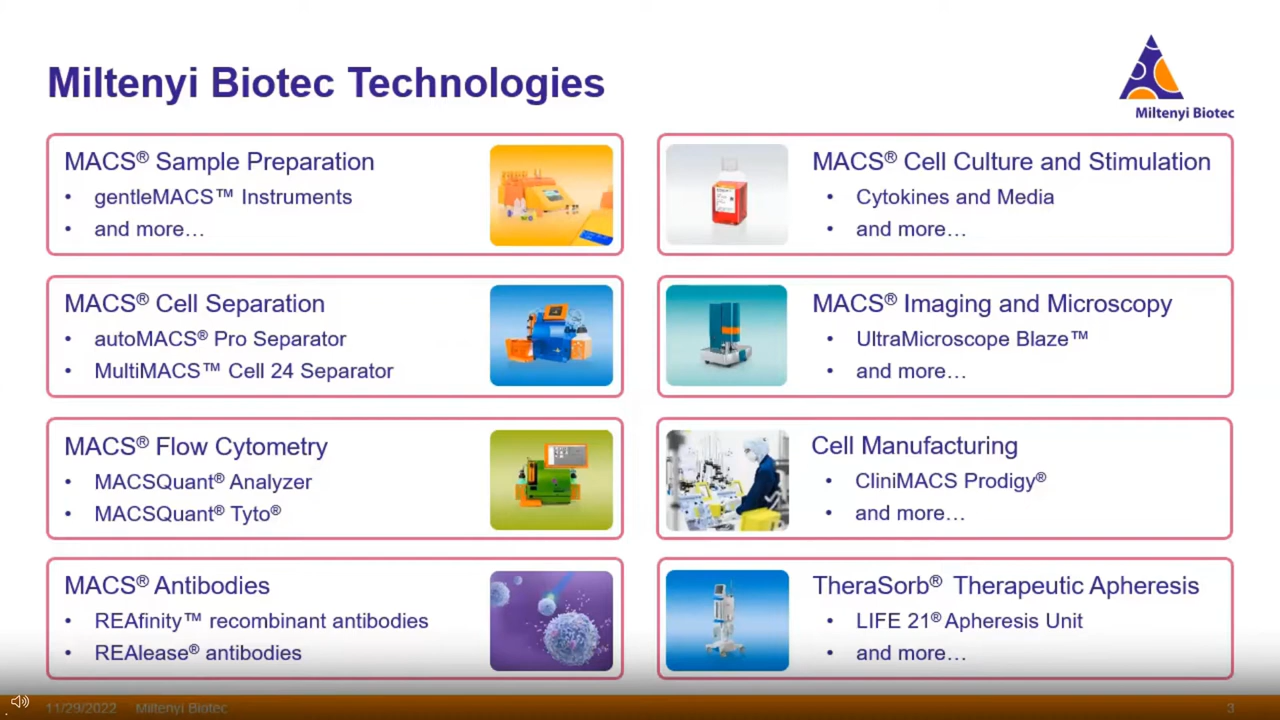 Miltenyi Biotec Technologies
Miltenyi Biotec
MACS® Sample Preparation
• gentleMACS™ Instruments
• and more…
MACS® Cell Separation
• autoMACS® Pro Separator
• MultiMACS™ Cell 24 Separator
MACS® Flow Cytometry
• MACSQuant® Analyzer
• MACSQuant® Tyto®
MACS® Antibodies
• REAfinity™ recombinant antibodies
• REAlease® antibodies
MACS® Cell Culture and Stimulation
• Cytokines and Media
• and more…
MACS® Imaging and Microscopy
• UltraMicroscope Blaze™
• and more…
Cell Manufacturing
• CliniMACS Prodigy®
• and more…
TheraSorb® Therapeutic Apheresis
• LIFE 21® Apheresis Unit
• and more…
11/29/2022 Miltenyi Biotec 3